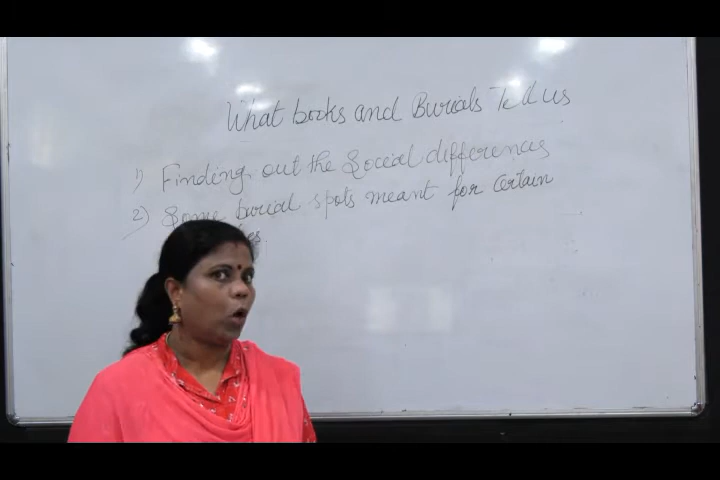 What books and Burials Tell us
1) Finding out the Social differences
2) Some burial spots meant for certain